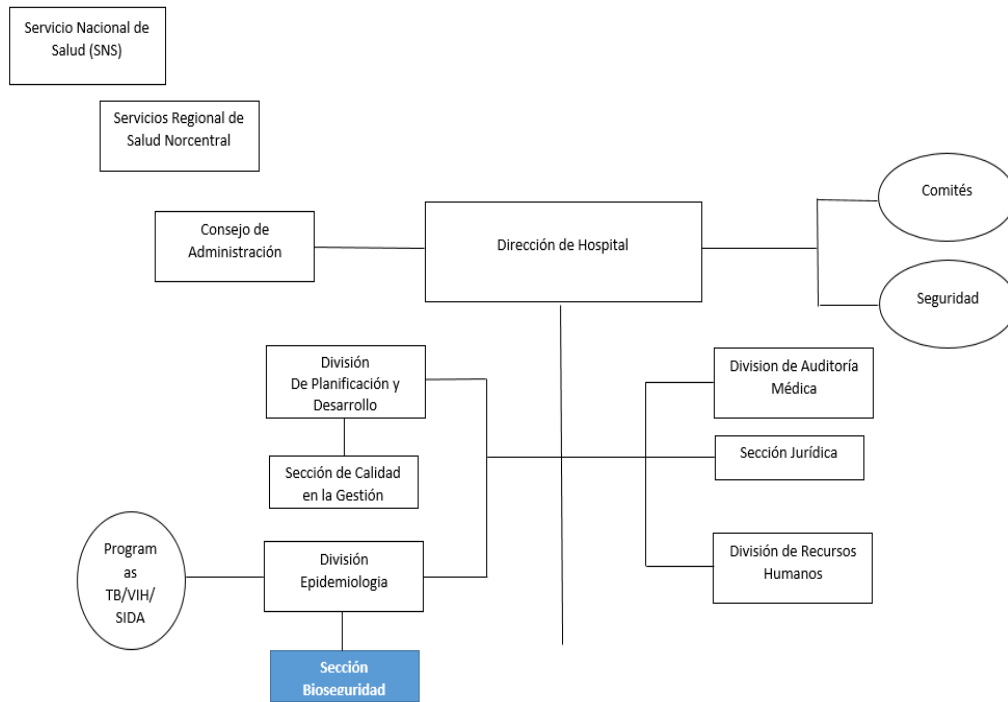 Servicio Nacional de
Salud (SNS)
Servicios Regional de
Salud Norcentral
Comités
Consejo de
Administración
Dirección de Hospital
Seguridad
División
De Planificación y
Desarrollo
Division de Auditoría
Médica
Sección Jurídica
Sección de Calidad
en la Gestión
Program
as
TB/VIH/
SIDA
División
Epidemiologia
División de Recursos
Humanos
Sección
Bioseguridad